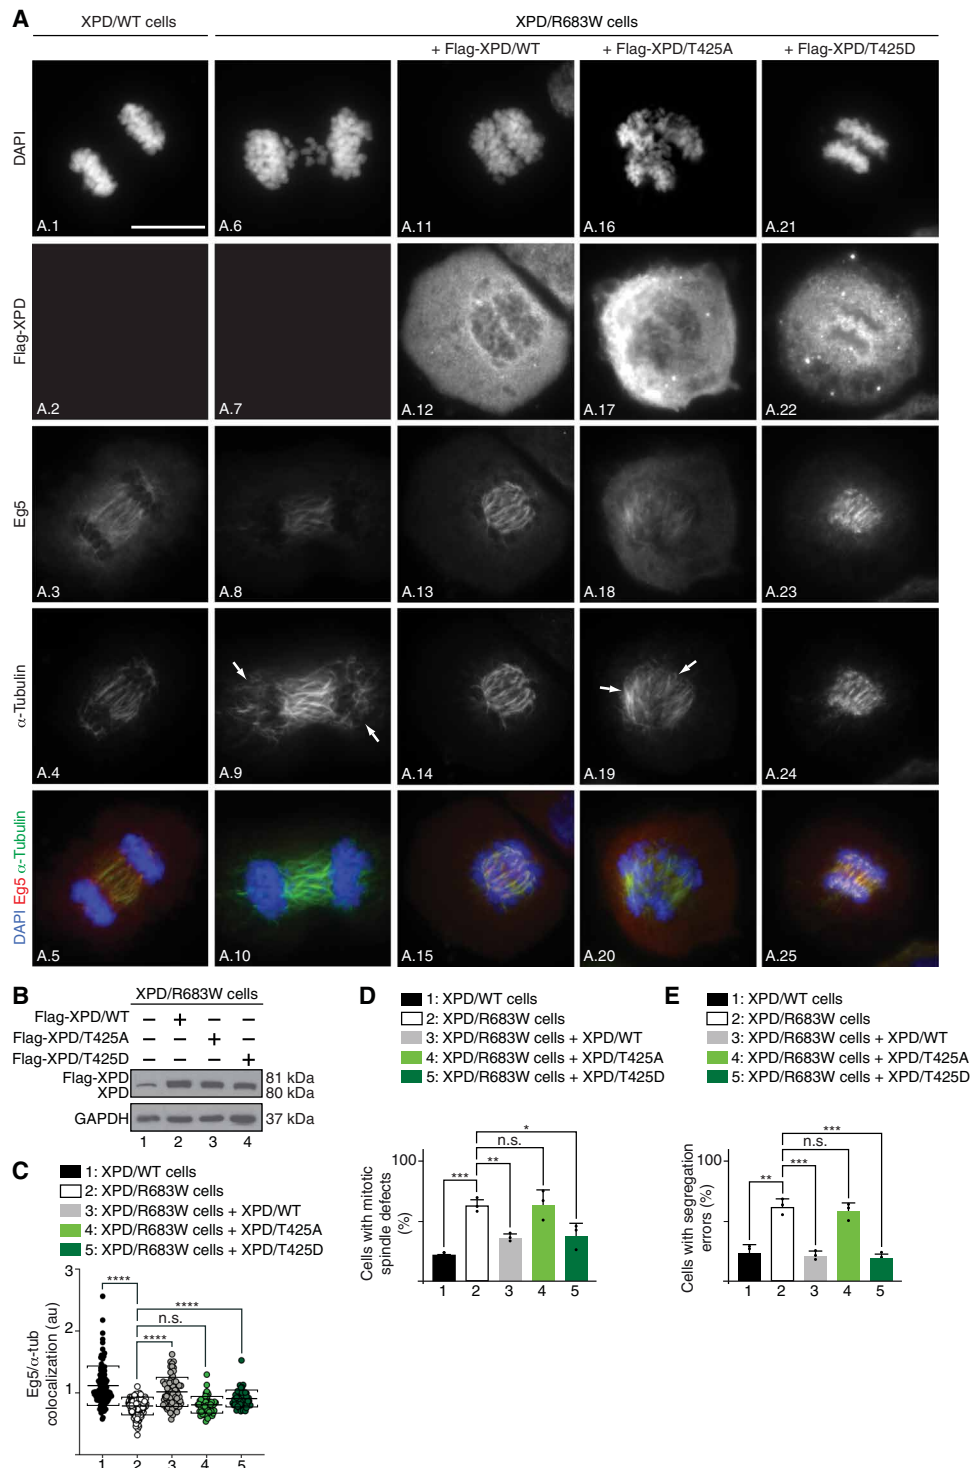 A
XPD/WT cells
XPD/R683W cells
+ Flag-XPD/WT
+ Flag-XPD/T425A
+ Flag-XPD/T425D
DAPI
A.1
A.6
A.11
A.16
A.21
Flag-XPD
A.2
A.7
A.12
A.17
A.22
Eg5
A.3
A.8
A.13
A.18
A.23
α-Tubulin
A.4
A.9
A.14
A.19
A.24
DAPI Eg5 α-Tubulin
A.5
A.10
A.15
A.20
A.25
B
XPD/R683W cells
Flag-XPD/WT − + − −
Flag-XPD/T425A − − + −
Flag-XPD/T425D − − − +
Flag-XPD 81 kDa
XPD 80 kDa
GAPDH 37 kDa
1 2 3 4
C
1: XPD/WT cells
2: XPD/R683W cells
3: XPD/R683W cells + XPD/WT
4: XPD/R683W cells + XPD/T425A
5: XPD/R683W cells + XPD/T425D
Eg5/α-tub
colocalization (au)
3
2
1
****
****
n.s.
****
1 2 3 4 5
D
1: XPD/WT cells
2: XPD/R683W cells
3: XPD/R683W cells + XPD/WT
4: XPD/R683W cells + XPD/T425A
5: XPD/R683W cells + XPD/T425D
Cells with mitotic
spindle defects
(%)
100
*
n.s.
**
***
1 2 3 4 5
E
1: XPD/WT cells
2: XPD/R683W cells
3: XPD/R683W cells + XPD/WT
4: XPD/R683W cells + XPD/T425A
5: XPD/R683W cells + XPD/T425D
Cells with segregation
errors (%)
100
***
n.s.
***
**
1 2 3 4 5